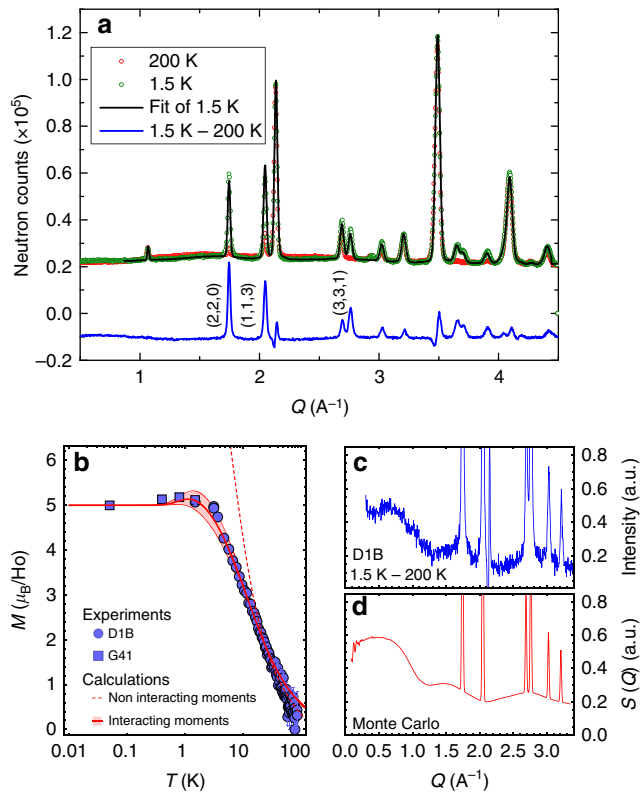 a
200 K
1.5 K
Fit of 1.5 K
1.5 K – 200 K
Neutron counts (×10⁵)
1.2
1.0
0.8
0.6
0.4
0.2
0.0
−0.2
(2,2,0)
(1,1,3)
(3,3,1)
1 2 3 4
Q (A⁻¹)
b
M (μB/Ho)
6
5
4
3
2
1
0
Experiments
D1B
G41
Calculations
Non interacting moments
Interacting moments
0.01 0.1 1 10 100
T (K)
c
D1B
1.5 K – 200 K
0.8
0.6
0.4
0.2
Intensity (a.u.)
d
Monte Carlo
0.8
0.6
0.4
0.2
0
S (Q) (a.u.)
0.0 0.5 1.0 1.5 2.0 2.5 3.0
Q (A⁻¹)